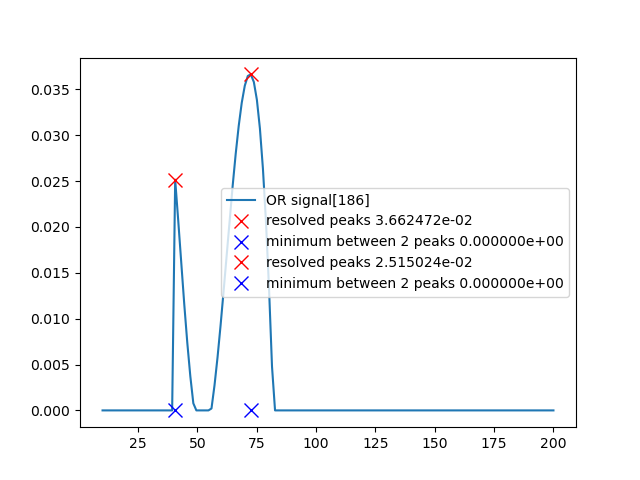 0.035
0.030
0.025
0.020
0.015
0.010
0.005
0.000
OR signal[186]
resolved peaks 3.662472e-02
minimum between 2 peaks 0.000000e+00
resolved peaks 2.515024e-02
minimum between 2 peaks 0.000000e+00
25 50 75 100 125 150 175 200